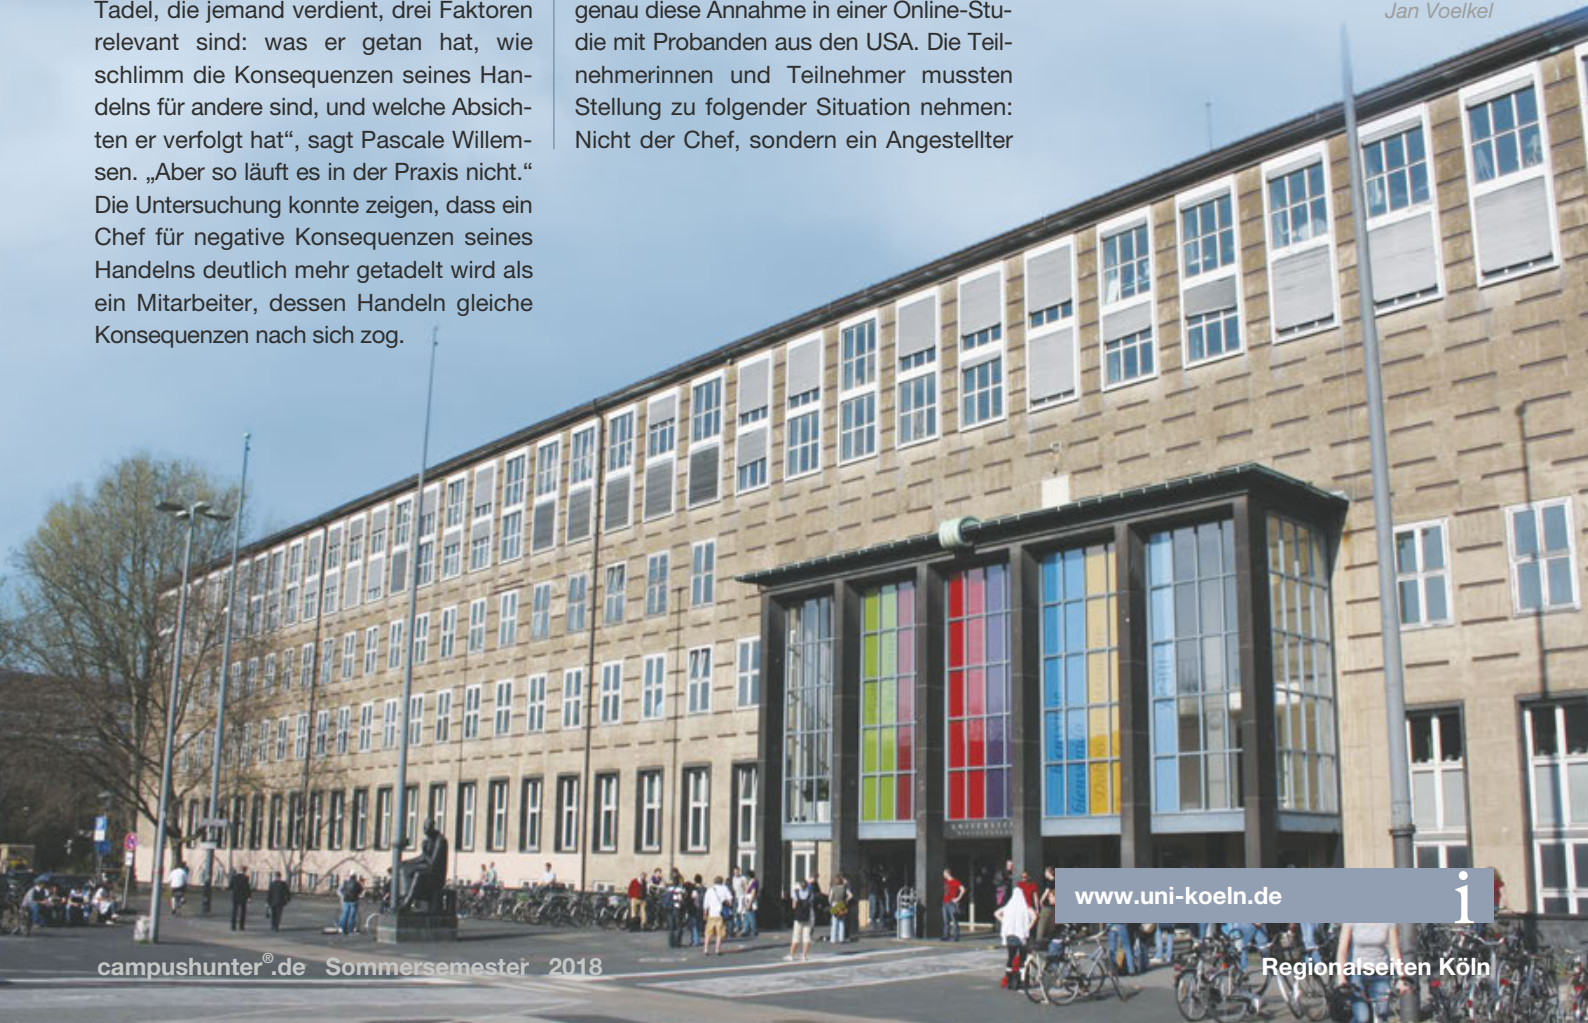 Tadel, die jemand verdient, drei Faktoren
relevant sind: was er getan hat, wie
schlimm die Konsequenzen seines Han-
delns für andere sind, und welche Absich-
ten er verfolgt hat“, sagt Pascale Willem-
sen. „Aber so läuft es in der Praxis nicht.“
Die Untersuchung konnte zeigen, dass ein
Chef für negative Konsequenzen seines
Handelns deutlich mehr getadelt wird als
ein Mitarbeiter, dessen Handeln gleiche
Konsequenzen nach sich zog.
genau diese Annahme in einer Online-Stu-
die mit Probanden aus den USA. Die Teil-
nehmerinnen und Teilnehmer mussten
Stellung zu folgender Situation nehmen:
Nicht der Chef, sondern ein Angestellter
Jan Voelkel
www.uni-koeln.de i
campushunter®.de Sommersemester 2018
Regionalseiten Köln